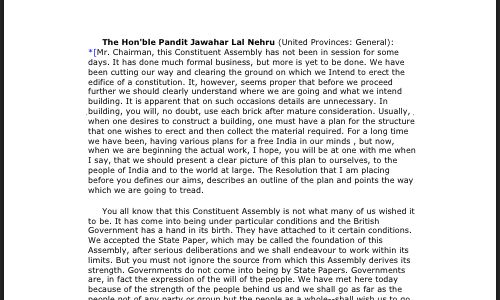 The Hon'ble Pandit Jawahar Lal Nehru (United Provinces: General):
*[Mr. Chairman, this Constituent Assembly has not been in session for some
days. It has done much formal business, but more is yet to be done. We have
been cutting our way and clearing the ground on which we Intend to erect the
edifice of a constitution. It, however, seems proper that before we proceed
further we should clearly understand where we are going and what we intend
building. It is apparent that on such occasions details are unnecessary. In
building, you will, no doubt, use each brick after mature consideration. Usually, .
when one desires to construct a building, one must have a plan for the structure
that one wishes to erect and then collect the material required. For a long time
we have been, having various plans for a free India in our minds , but now,
when we are beginning the actual work, I hope, you will be at one with me when
I say, that we should present a clear picture of this plan to ourselves, to the
people of India and to the world at large. The Resolution that I am placing
before you defines our aims, describes an outline of the plan and points the way
which we are going to tread.
You all know that this Constituent Assembly is not what many of us wished it
to be. It has come into being under particular conditions and the British
Government has a hand in its birth. They have attached to it certain conditions.
We accepted the State Paper, which may be called the foundation of this
Assembly, after serious deliberations and we shall endeavour to work within its
limits. But you must not ignore the source from which this Assembly derives its
strength. Governments do not come into being by State Papers. Governments
are, in fact the expression of the will of the people. We have met here today
because of the strength of the people behind us and we shall go as far as the
people not of any party or group but the people as a whole--shall wish us to go